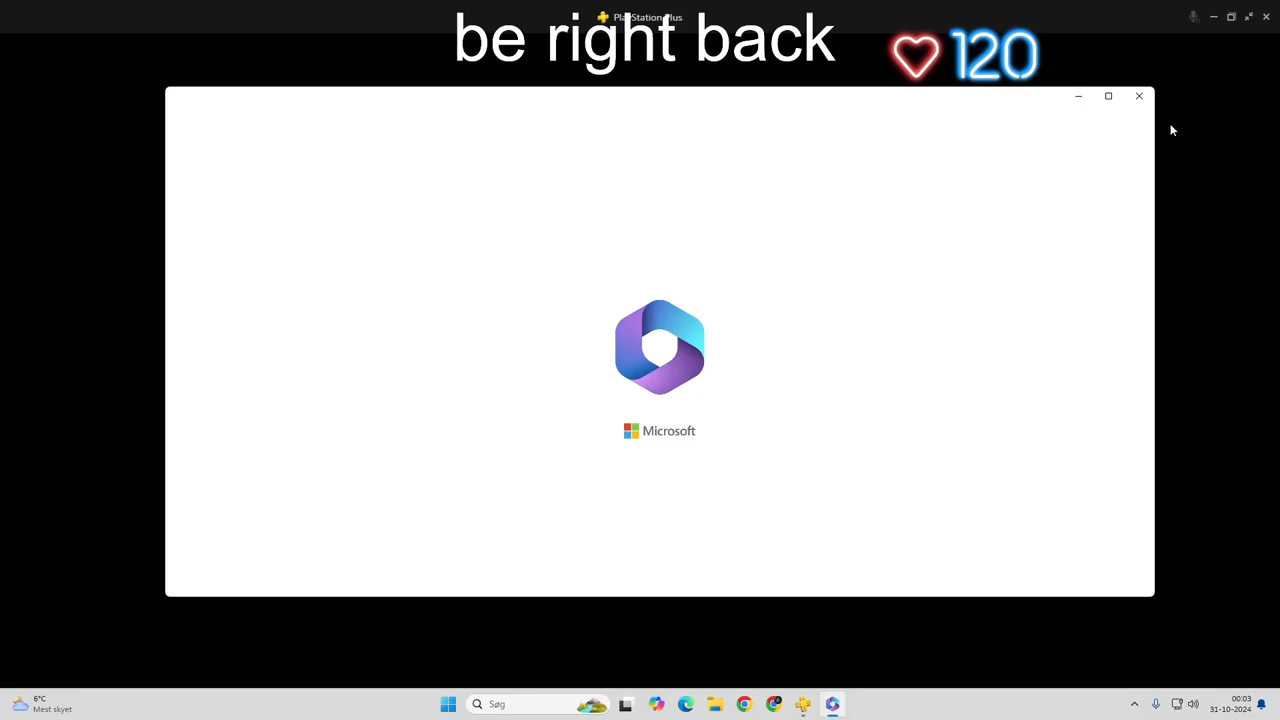 PlayStation Plus
be right back
120
Microsoft
6°C
Mest skyet
Søg
00:03
31-10-2024